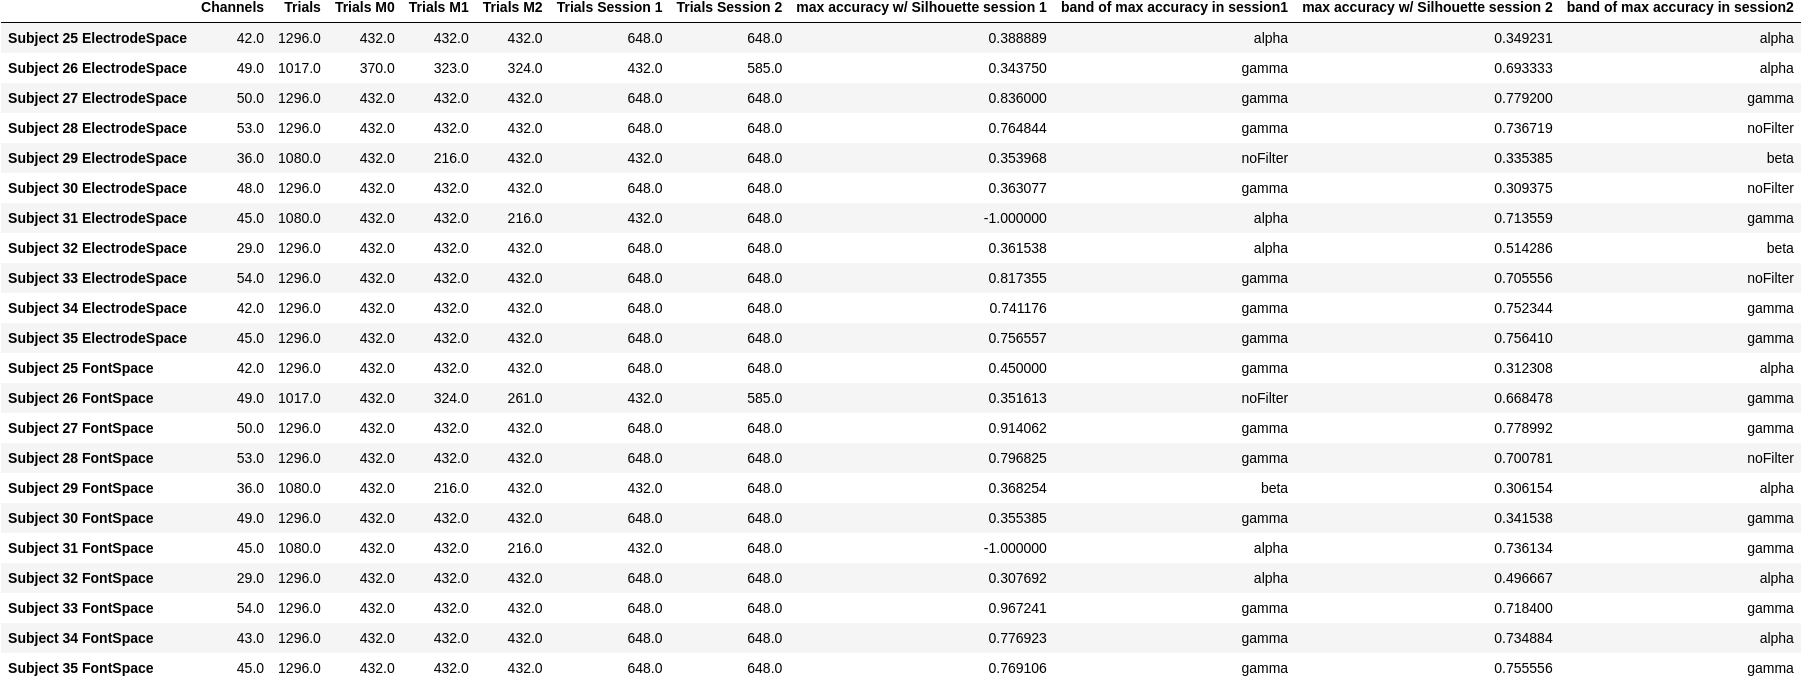 Channels Trials Trials M0 Trials M1 Trials M2 Trials Session 1 Trials Session 2 max accuracy w/ Silhouette session 1 band of max accuracy in session1 max accuracy w/ Silhouette session 2 band of max accuracy in session2
Subject 25 ElectrodeSpace 42.0 1296.0 432.0 432.0 432.0 648.0 648.0 0.388889 alpha 0.349231 alpha
Subject 26 ElectrodeSpace 49.0 1017.0 370.0 323.0 324.0 432.0 585.0 0.343750 gamma 0.693333 alpha
Subject 27 ElectrodeSpace 50.0 1296.0 432.0 432.0 432.0 648.0 648.0 0.836000 gamma 0.779200 gamma
Subject 28 ElectrodeSpace 53.0 1296.0 432.0 432.0 432.0 648.0 648.0 0.764844 gamma 0.736719 noFilter
Subject 29 ElectrodeSpace 36.0 1080.0 432.0 216.0 432.0 432.0 648.0 0.353968 noFilter 0.335385 beta
Subject 30 ElectrodeSpace 48.0 1296.0 432.0 432.0 432.0 648.0 648.0 0.363077 gamma 0.309375 noFilter
Subject 31 ElectrodeSpace 45.0 1080.0 432.0 432.0 216.0 432.0 648.0 -1.000000 alpha 0.713559 gamma
Subject 32 ElectrodeSpace 29.0 1296.0 432.0 432.0 432.0 648.0 648.0 0.361538 alpha 0.514286 beta
Subject 33 ElectrodeSpace 54.0 1296.0 432.0 432.0 432.0 648.0 648.0 0.817355 gamma 0.705556 noFilter
Subject 34 ElectrodeSpace 42.0 1296.0 432.0 432.0 432.0 648.0 648.0 0.741176 gamma 0.752344 gamma
Subject 35 ElectrodeSpace 45.0 1296.0 432.0 432.0 432.0 648.0 648.0 0.756557 gamma 0.756410 gamma
Subject 25 FontSpace 42.0 1296.0 432.0 432.0 432.0 648.0 648.0 0.450000 gamma 0.312308 alpha
Subject 26 FontSpace 49.0 1017.0 432.0 324.0 261.0 432.0 585.0 0.351613 noFilter 0.668478 gamma
Subject 27 FontSpace 50.0 1296.0 432.0 432.0 432.0 648.0 648.0 0.914062 gamma 0.778992 gamma
Subject 28 FontSpace 53.0 1296.0 432.0 432.0 432.0 648.0 648.0 0.796825 gamma 0.700781 noFilter
Subject 29 FontSpace 36.0 1080.0 432.0 216.0 432.0 432.0 648.0 0.368254 beta 0.306154 alpha
Subject 30 FontSpace 49.0 1296.0 432.0 432.0 432.0 648.0 648.0 0.355385 gamma 0.341538 gamma
Subject 31 FontSpace 45.0 1080.0 432.0 432.0 216.0 432.0 648.0 -1.000000 alpha 0.736134 gamma
Subject 32 FontSpace 29.0 1296.0 432.0 432.0 432.0 648.0 648.0 0.307692 alpha 0.496667 alpha
Subject 33 FontSpace 54.0 1296.0 432.0 432.0 432.0 648.0 648.0 0.967241 gamma 0.718400 gamma
Subject 34 FontSpace 43.0 1296.0 432.0 432.0 432.0 648.0 648.0 0.776923 gamma 0.734884 alpha
Subject 35 FontSpace 45.0 1296.0 432.0 432.0 432.0 648.0 648.0 0.769106 gamma 0.755556 gamma